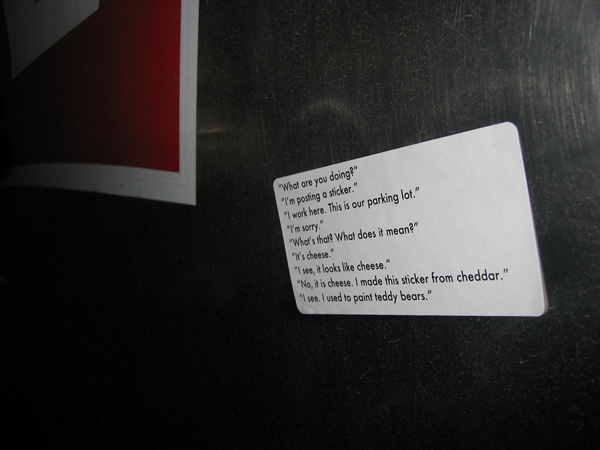 "What are you doing?"
"I'm posting a sticker."
"I work here. This is our parking lot."
"I'm sorry."
"What's that? What does it mean?"
"It's cheese."
"I see, it looks like cheese."
"No, it is cheese. I made this sticker from cheddar."
"I see. I used to paint teddy bears."